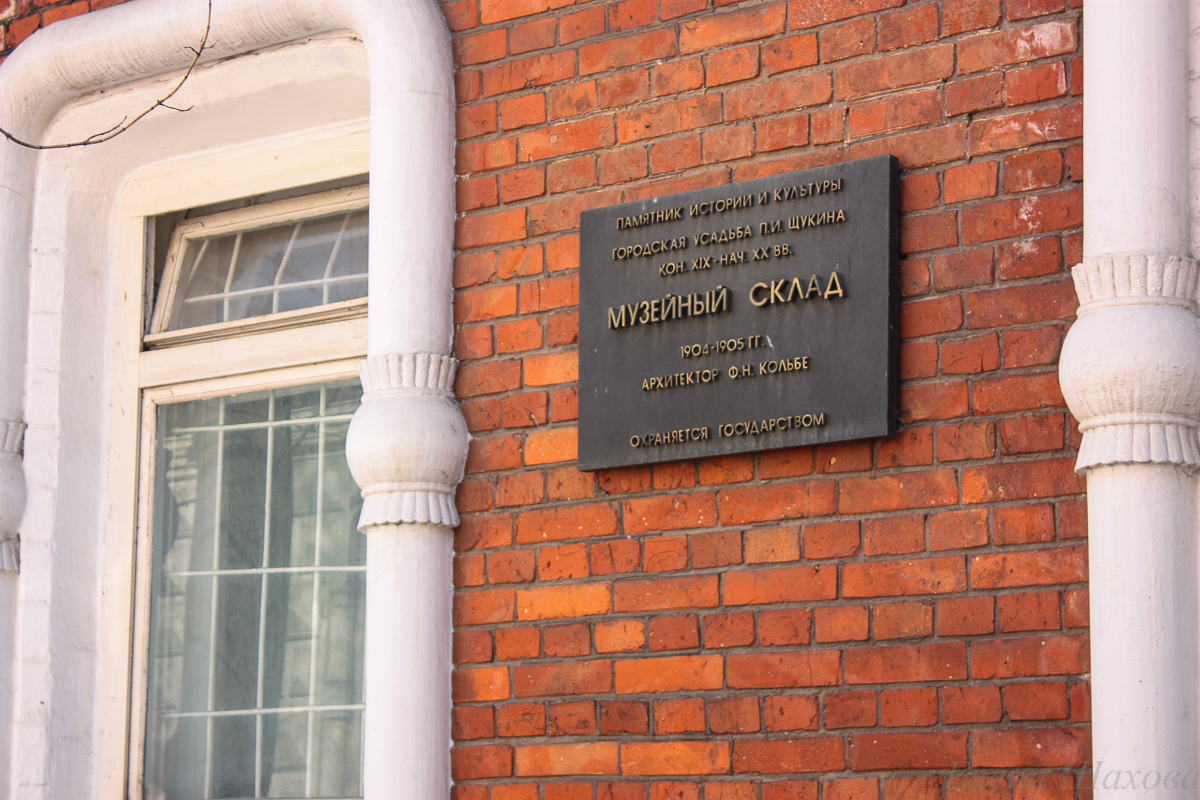 ПАМЯТНИК ИСТОРИИ И КУЛЬТУРЫ
ГОРОДСКАЯ УСАДЬБА П.И. ЩУКИНА
КОН. XIX-НАЧ. XX ВВ.
МУЗЕЙНЫЙ СКЛАД
1904-1905 ГГ.
АРХИТЕКТОР Ф.Н. КОЛЬБЕ
ОХРАНЯЕТСЯ ГОСУДАРСТВОМ